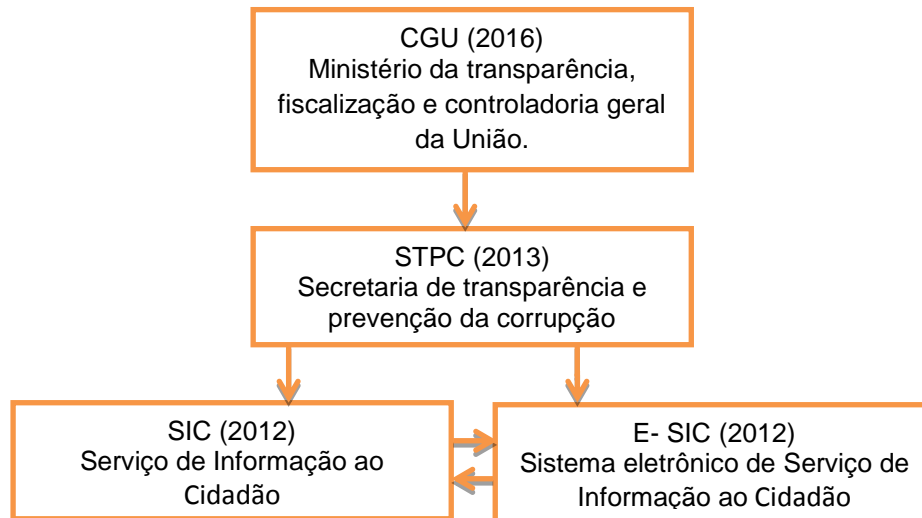 CGU (2016)
Ministério da transparência,
fiscalização e controladoria geral
da União.
STPC (2013)
Secretaria de transparência e
prevenção da corrupção
SIC (2012)
Serviço de Informação ao
Cidadão
E- SIC (2012)
Sistema eletrônico de Serviço de
Informação ao Cidadão